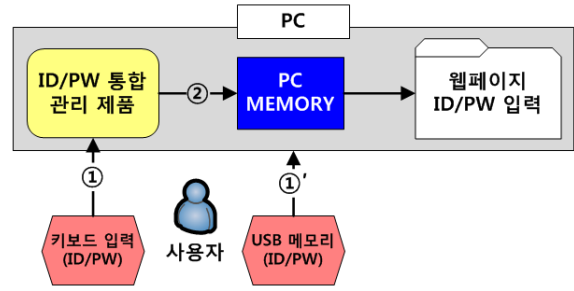 PC
ID/PW 통합
관리 제품
②
PC
MEMORY
웹페이지
ID/PW 입력
①
①′
키보드 입력
(ID/PW)
사용자
USB 메모리
(ID/PW)